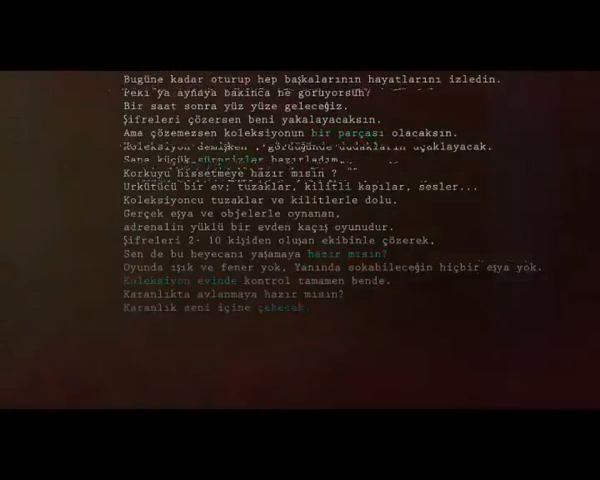 Bugüne kadar oturup hep başkalarının hayatlarını izledin.
Peki ya aynaya bakınca ne görüyorsun?
Bir saat sonra yüz yüze geleceğiz.
Şifreleri çözersen beni yakalayacaksın.
Ama çözemezsen koleksiyonun bir parçası olacaksın.
Koleksiyon demişken , gördüğünde dudakların uçuklayacak.
Sana küçük sürprizler hazırladım.
Korkuyu hissetmeye hazır mısın ?
Ürkütücü bir ev; tuzaklar, kilitli kapılar, sesler...
Koleksiyoncu tuzaklar ve kilitlerle dolu,
Gerçek eşya ve objelerle oynanan,
adrenalin yüklü bir evden kaçış oyunudur.
Şifreleri 2- 10 kişiden oluşan ekibinle çözerek,
Sen de bu heyecanı yaşamaya hazır mısın?
Oyunda ışık ve fener yok, Yanında sokabileceğin hiçbir eşya yok.
Koleksiyon evinde kontrol tamamen bende.
Karanlıkta avlanmaya hazır mısın?
Karanlık seni içine çekecek